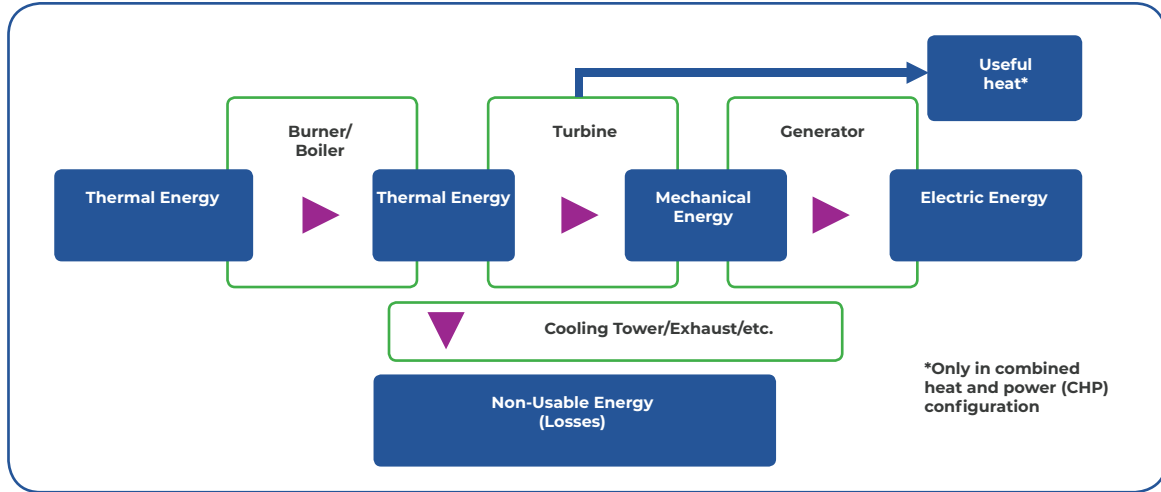 Useful
heat*
Burner/
Boiler
Turbine
Generator
Thermal Energy
Thermal Energy
Mechanical
Energy
Electric Energy
Cooling Tower/Exhaust/etc.
*Only in combined
heat and power (CHP)
configuration
Non-Usable Energy
(Losses)